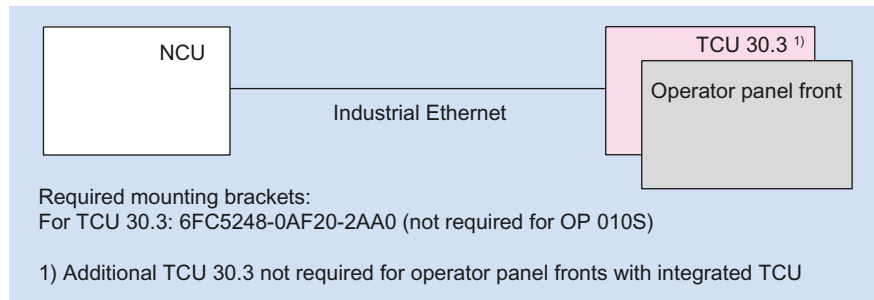 NCU
TCU 30.3 1)
Operator panel front
Industrial Ethernet
Required mounting brackets:
For TCU 30.3: 6FC5248-0AF20-2AA0 (not required for OP 010S)
1) Additional TCU 30.3 not required for operator panel fronts with integrated TCU